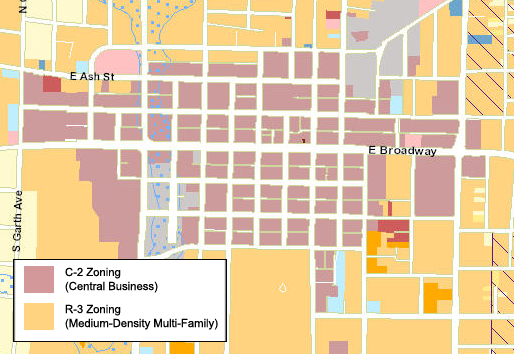 N G
E Ash St
E Broadway
S Garth Ave
C-2 Zoning
(Central Business)
R-3 Zoning
(Medium-Density Multi-Family)